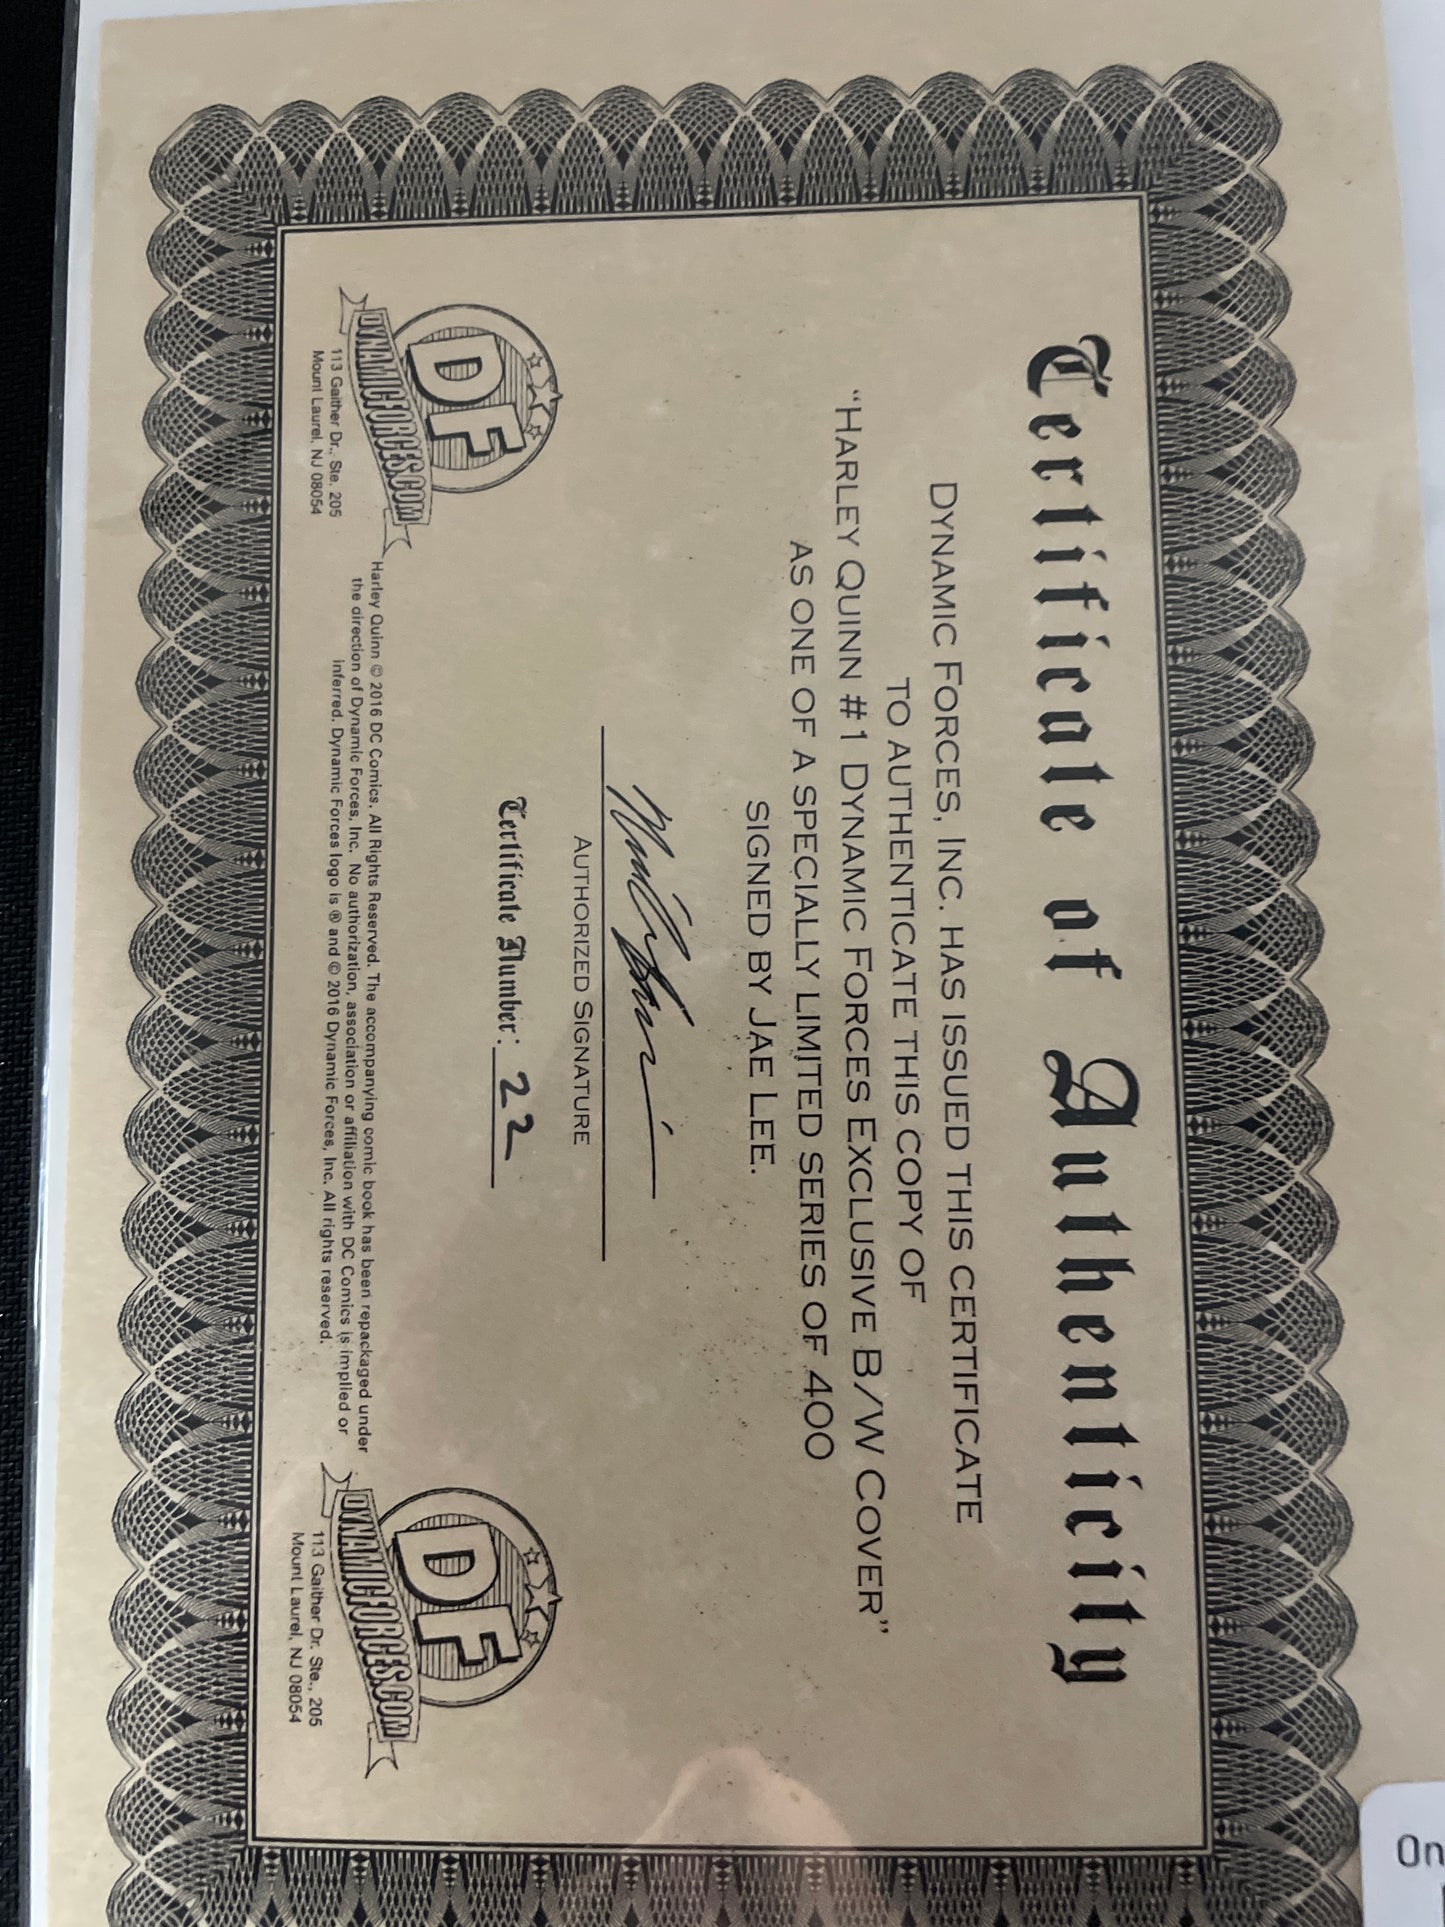 Certificate of Authenticity
DYNAMIC FORCES, INC. HAS ISSUED THIS CERTIFICATE
TO AUTHENTICATE THIS COPY OF
“HARLEY QUINN #1 DYNAMIC FORCES EXCLUSIVE B/W COVER”
AS ONE OF A SPECIALLY LIMITED SERIES OF 400
SIGNED BY JAE LEE.
AUTHORIZED SIGNATURE
Certificate Number: 22
DF
DYNAMICFORCES.COM
113 Gaither Dr., Ste. 205
Mount Laurel, NJ 08054
Harley Quinn © 2016 DC Comics. All Rights Reserved. The accompanying comic book has been repackaged under
the direction of Dynamic Forces, Inc. No authorization, association or affiliation with DC Comics is implied or
inferred. Dynamic Forces logo is ® and © 2016 Dynamic Forces, Inc. All rights reserved.
DF
DYNAMICFORCES.COM
113 Gaither Dr. Ste., 205
Mount Laurel, NJ 08054